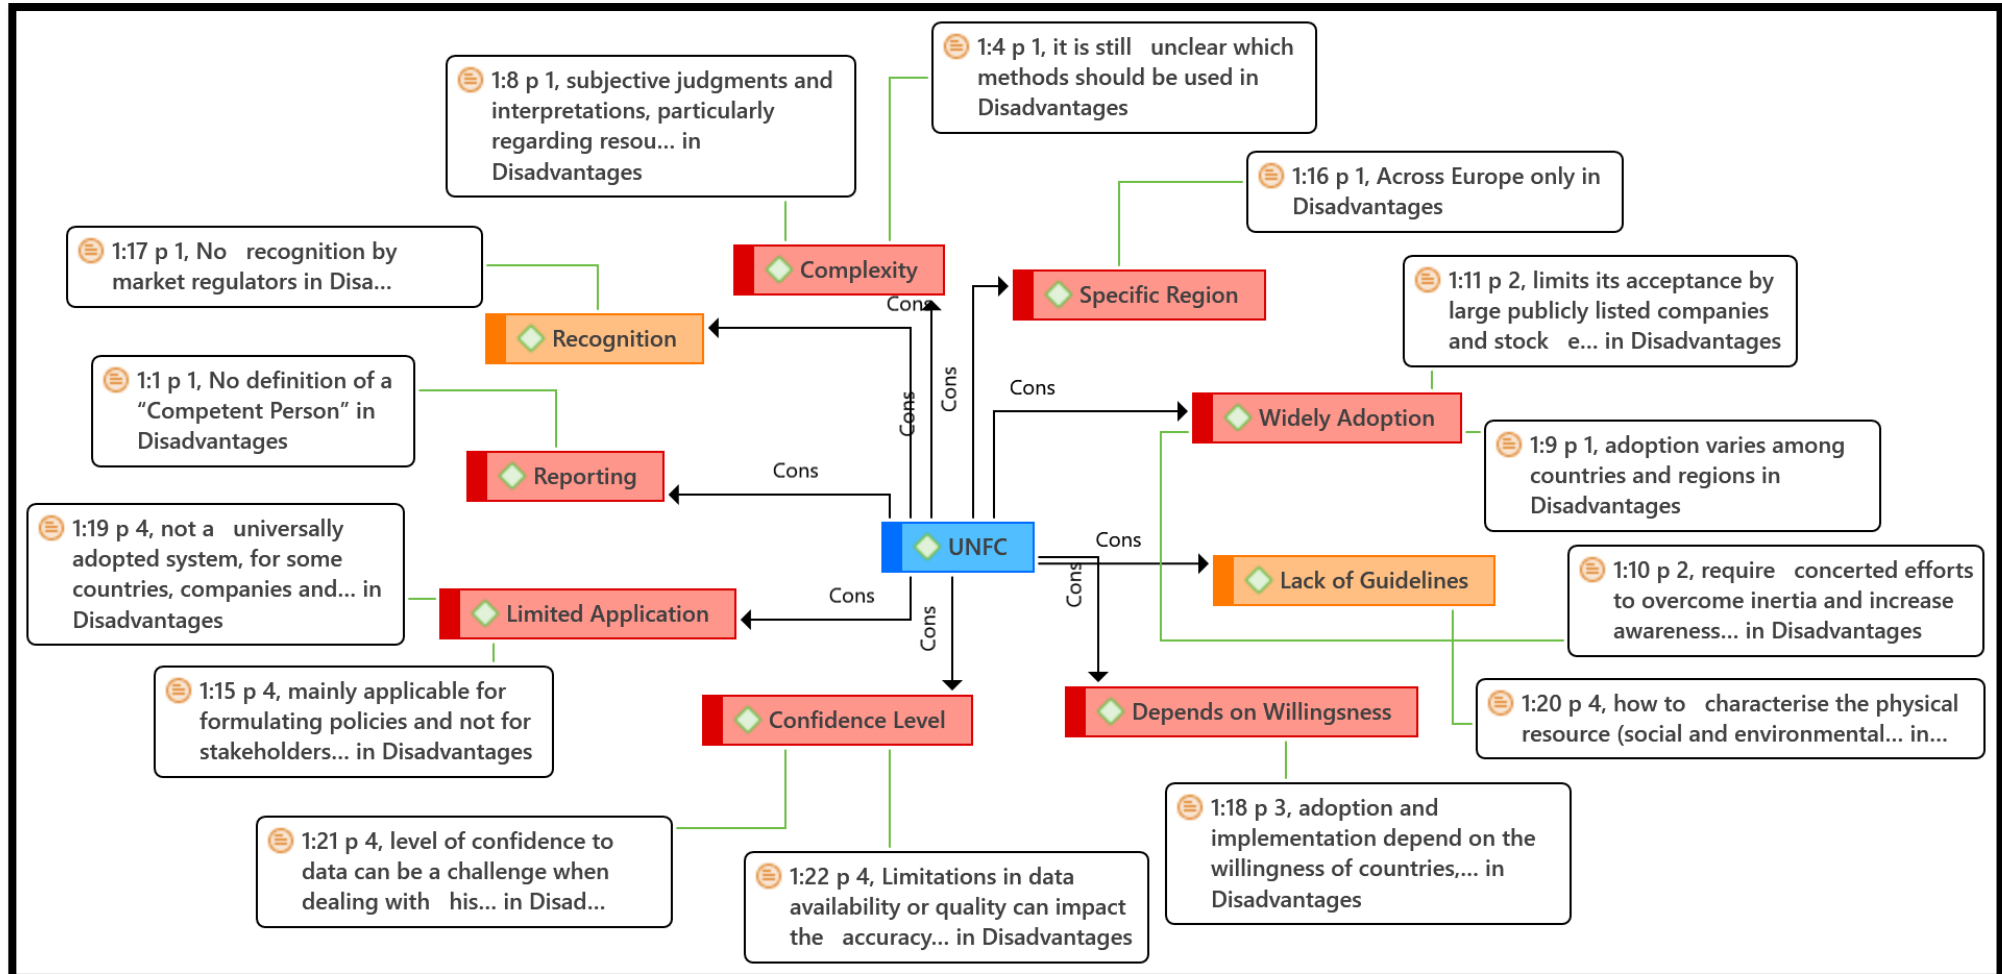 1:4 p 1, it is still unclear which
methods should be used in
Disadvantages
1:8 p 1, subjective judgments and
interpretations, particularly
regarding resou... in
Disadvantages
1:16 p 1, Across Europe only in
Disadvantages
1:17 p 1, No recognition by
market regulators in Disa...
Complexity
Cons
Specific Region
1:11 p 2, limits its acceptance by
large publicly listed companies
and stock e... in Disadvantages
Recognition
Cons
Cons
Cons
1:1 p 1, No definition of a
“Competent Person” in
Disadvantages
Widely Adoption
1:9 p 1, adoption varies among
countries and regions in
Disadvantages
Reporting
Cons
1:19 p 4, not a universally
adopted system, for some
countries, companies and... in
Disadvantages
UNFC
Cons
Cons
Lack of Guidelines
1:10 p 2, require concerted efforts
to overcome inertia and increase
awareness... in Disadvantages
Limited Application
Cons
Cons
1:15 p 4, mainly applicable for
formulating policies and not for
stakeholders... in Disadvantages
Confidence Level
Depends on Willingsness
1:20 p 4, how to characterise the physical
resource (social and environmental... in...
1:21 p 4, level of confidence to
data can be a challenge when
dealing with his... in Disad...
1:22 p 4, Limitations in data
availability or quality can impact
the accuracy... in Disadvantages
1:18 p 3, adoption and
implementation depend on the
willingness of countries,... in
Disadvantages